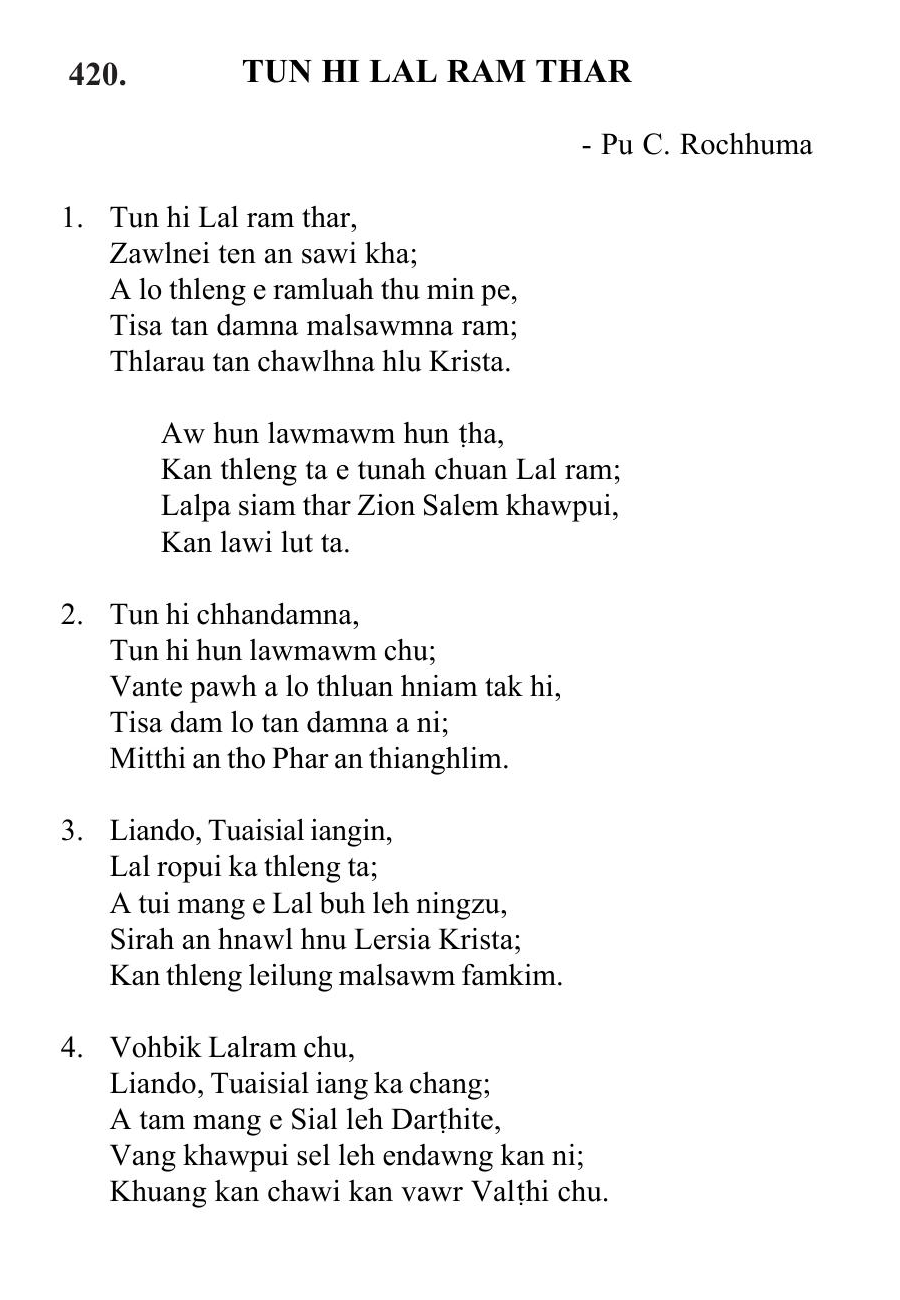 420. TUN HI LAL RAM THAR
- Pu C. Rochhuma
1. Tun hi Lal ram thar,
Zawlnei ten an sawi kha;
A lo thleng e ramluah thu min pe,
Tisa tan damna malsawmna ram;
Thlarau tan chawlhna hlu Krista.
Aw hun lawmawm hun ṭha,
Kan thleng ta e tunah chuan Lal ram;
Lalpa siam thar Zion Salem khawpui,
Kan lawi lut ta.
2. Tun hi chhandamna,
Tun hi hun lawmawm chu;
Vante pawh a lo thluan hniam tak hi,
Tisa dam lo tan damna a ni;
Mitthi an tho Phar an thianghlim.
3. Liando, Tuaisial iangin,
Lal ropui ka thleng ta;
A tui mang e Lal buh leh ningzu,
Sirah an hnawl hnu Lersia Krista;
Kan thleng leilung malsawm famkim.
4. Vohbik Lalram chu,
Liando, Tuaisial iang ka chang;
A tam mang e Sial leh Darṭhite,
Vang khawpui sel leh endawng kan ni;
Khuang kan chawi kan vawr Valṭhi chu.